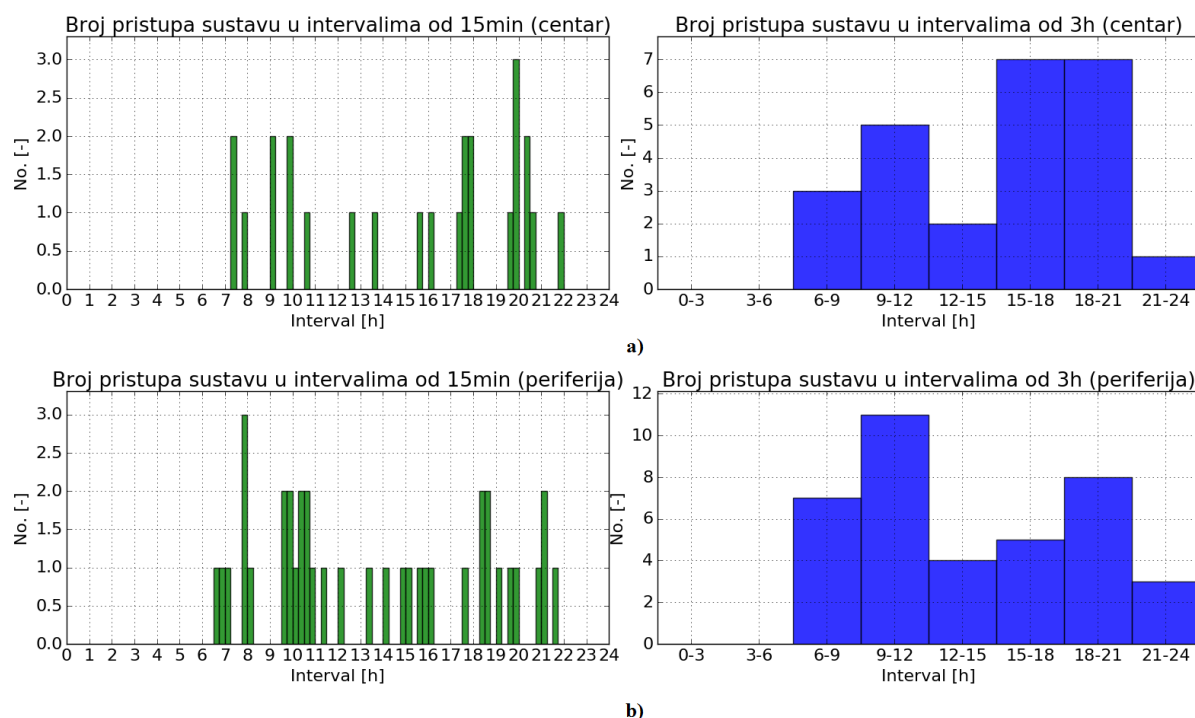 Broj pristupa sustavu u intervalima od 15min (centar)
No. [-]
3.0
2.5
2.0
1.5
1.0
0.5
0.0
0 1 2 3 4 5 6 7 8 9 10 11 12 13 14 15 16 17 18 19 20 21 22 23 24
Interval [h]
Broj pristupa sustavu u intervalima od 3h (centar)
No. [-]
7
6
5
4
3
2
1
0
0-3 3-6 6-9 9-12 12-15 15-18 18-21 21-24
Interval [h]
a)
Broj pristupa sustavu u intervalima od 15min (periferija)
No. [-]
3.0
2.5
2.0
1.5
1.0
0.5
0.0
0 1 2 3 4 5 6 7 8 9 10 11 12 13 14 15 16 17 18 19 20 21 22 23 24
Interval [h]
Broj pristupa sustavu u intervalima od 3h (periferija)
No. [-]
12
10
8
6
4
2
0
0-3 3-6 6-9 9-12 12-15 15-18 18-21 21-24
Interval [h]
b)